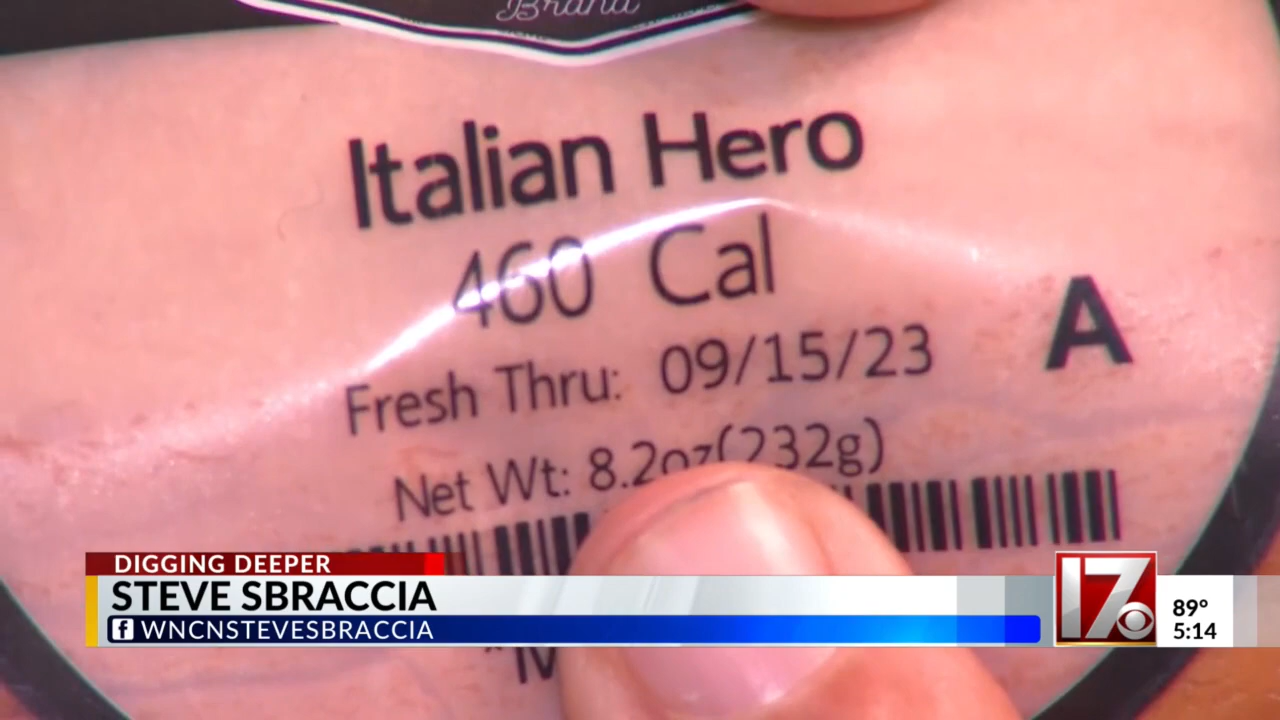 Brand
Italian Hero
460 Cal
A
Fresh Thru: 09/15/23
Net Wt: 8.2oz(232g)
DIGGING DEEPER
STEVE SBRACCIA
f WNCNSTEVESBRACCIA
17
89°
5:14